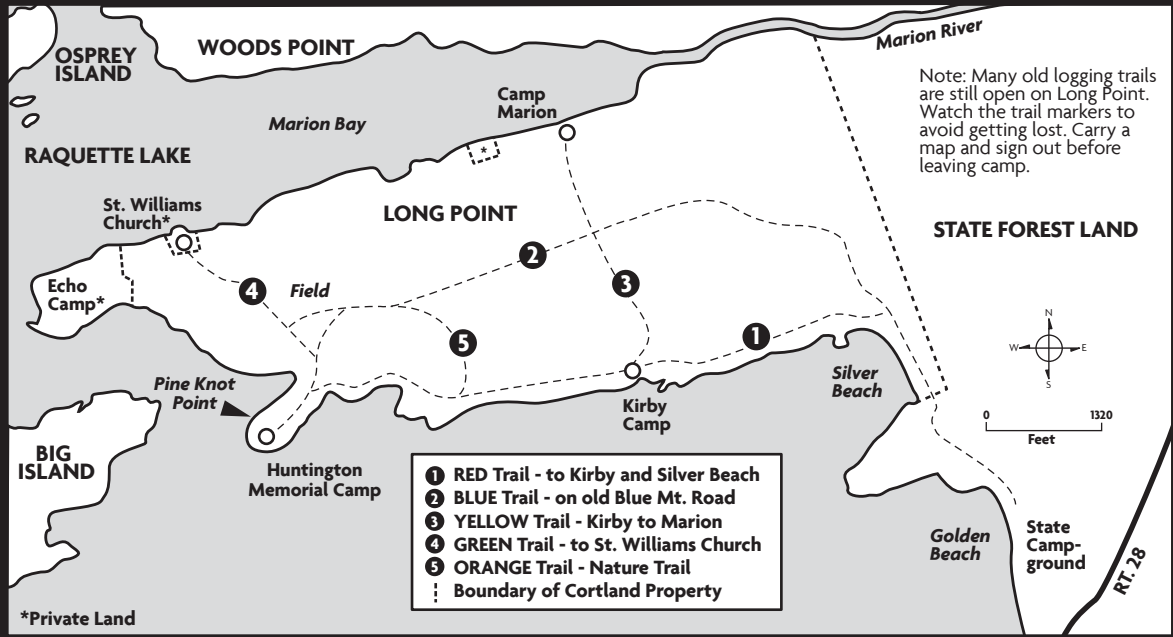 OSPREY
ISLAND
WOODS POINT
Marion River
Note: Many old logging trails
are still open on Long Point.
Watch the trail markers to
avoid getting lost. Carry a
map and sign out before
leaving camp.
Camp
Marion
Marion Bay
RAQUETTE LAKE
*
St. Williams
Church*
LONG POINT
STATE FOREST LAND
2
Echo
Camp*
4
Field
3
N
W
E
S
5
1
Pine Knot
Point
Silver
Beach
Kirby
Camp
0
1320
Feet
BIG
ISLAND
Huntington
Memorial Camp
1 RED Trail - to Kirby and Silver Beach
2 BLUE Trail - on old Blue Mt. Road
3 YELLOW Trail - Kirby to Marion
4 GREEN Trail - to St. Williams Church
5 ORANGE Trail - Nature Trail
Boundary of Cortland Property
Golden
Beach
State
Camp-
ground
RT. 28
*Private Land